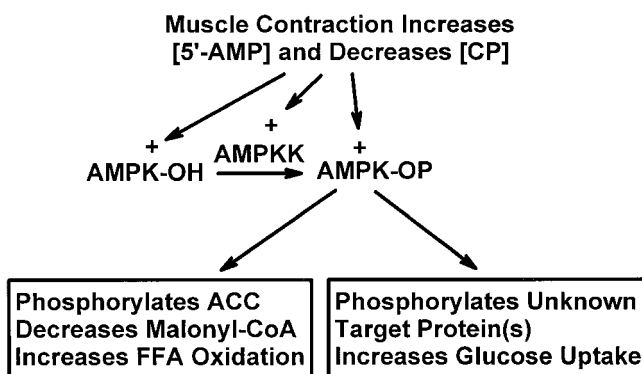 Muscle Contraction Increases
[5'-AMP] and Decreases [CP]
+
+
+
AMPKK
AMPK-OH
AMPK-OP
Phosphorylates ACC
Decreases Malonyl-CoA
Increases FFA Oxidation
Phosphorylates Unknown
Target Protein(s)
Increases Glucose Uptake